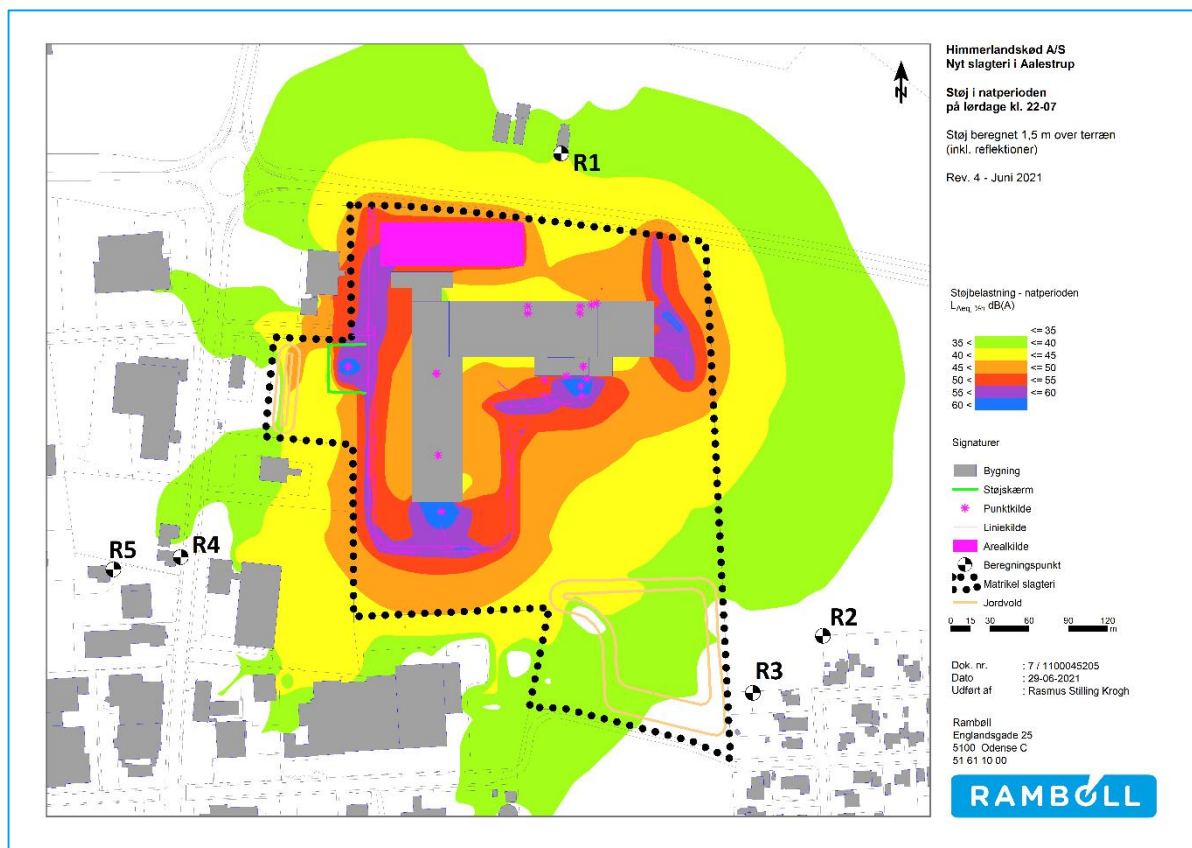 Himmerlandskød A/S
Nyt slagteri i Aalestrup
Støj i natperioden
på lørdage kl. 22-07
Støj beregnet 1,5 m over terræn
(inkl. reflektioner)
Rev. 4 - Juni 2021
N
R1
R2
R3
R4
R5
Støjbelastning - natperioden
LAeq, ½h dB(A)
<= 35
35 < <= 40
40 < <= 45
45 < <= 50
50 < <= 55
55 < <= 60
60 <
Signaturer
Bygning
Støjskærm
Punktkilde
Liniekilde
Arealkilde
Beregningspunkt
Matrikel slagteri
Jordvold
0 15 30 60 90 120
m
Dok. nr. : 7 / 1100045205
Dato : 29-06-2021
Udført af : Rasmus Stilling Krogh
Rambøll
Englandsgade 25
5100 Odense C
51 61 10 00
RAMBOLL